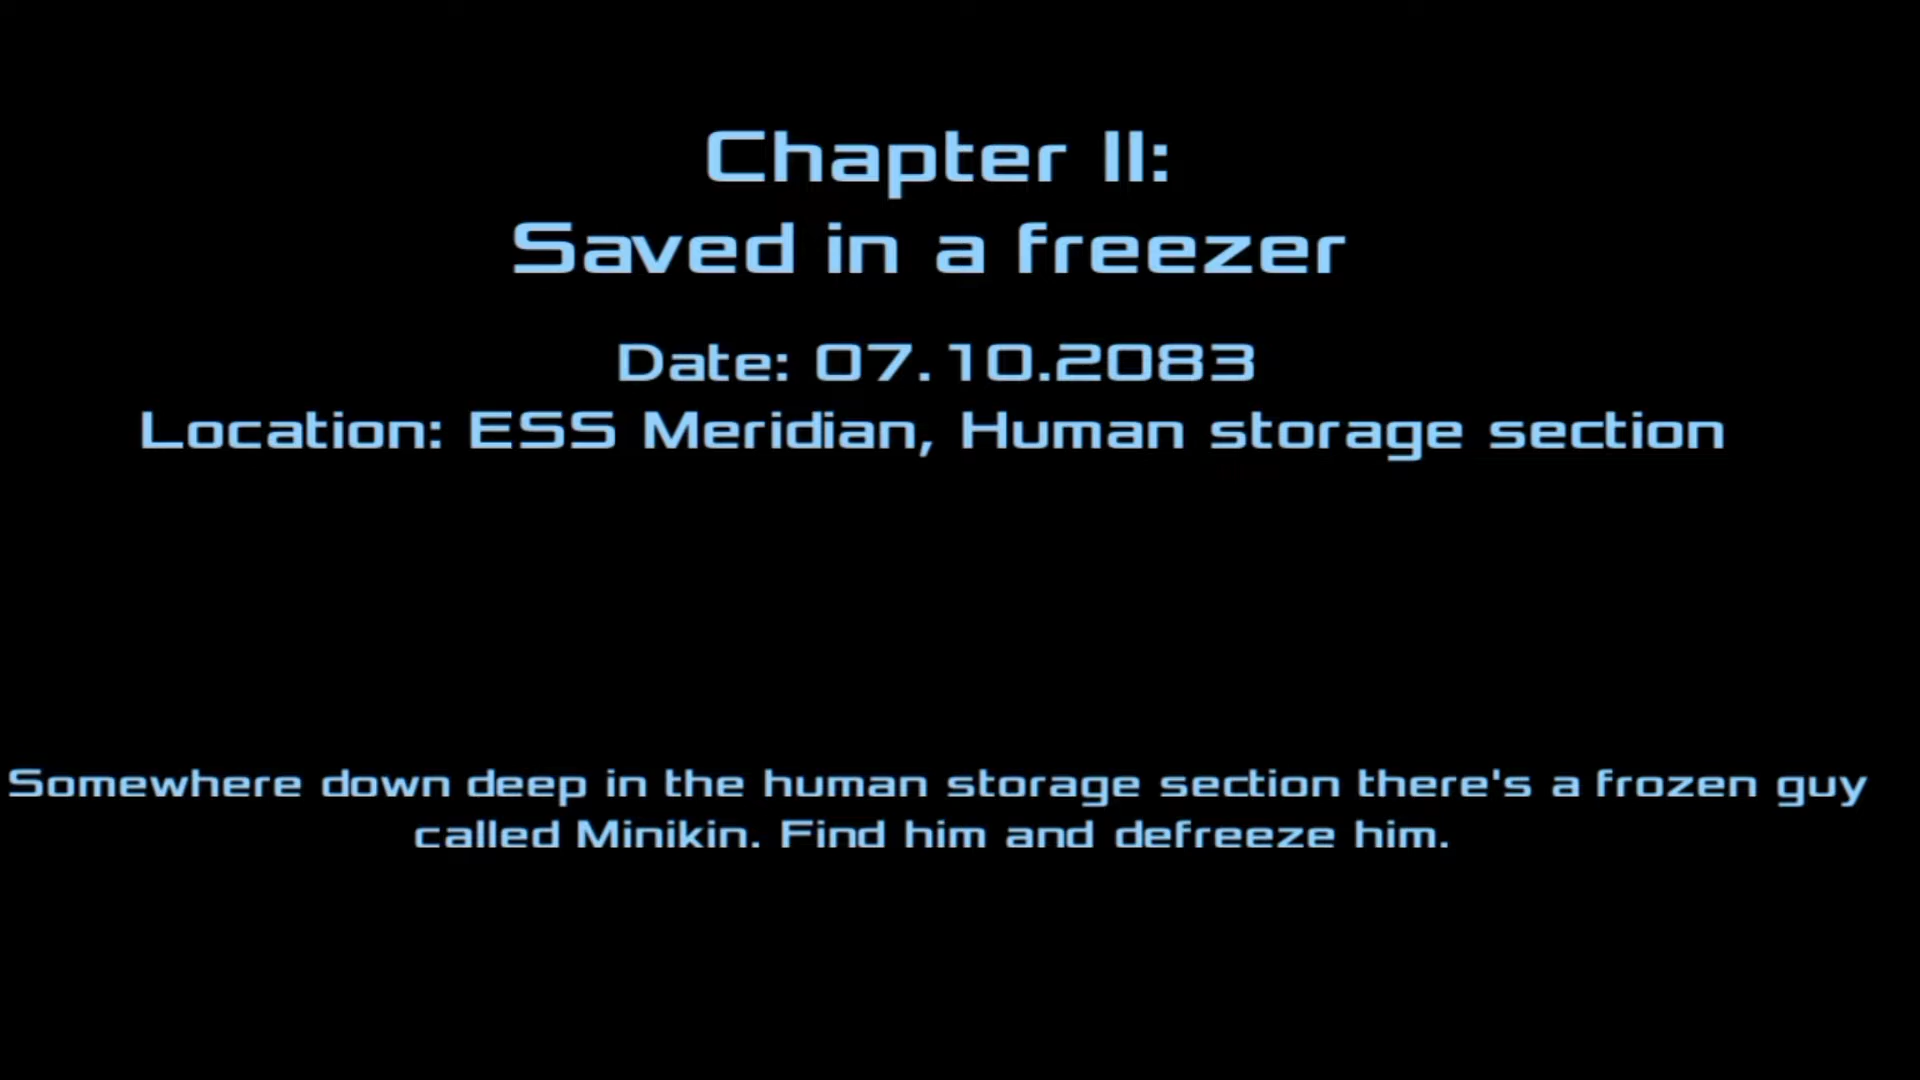 Chapter II:
Saved in a freezer
Date: 07.10.2083
Location: ESS Meridian, Human storage section
Somewhere down deep in the human storage section there's a frozen guy
called Minikin. Find him and defreeze him.